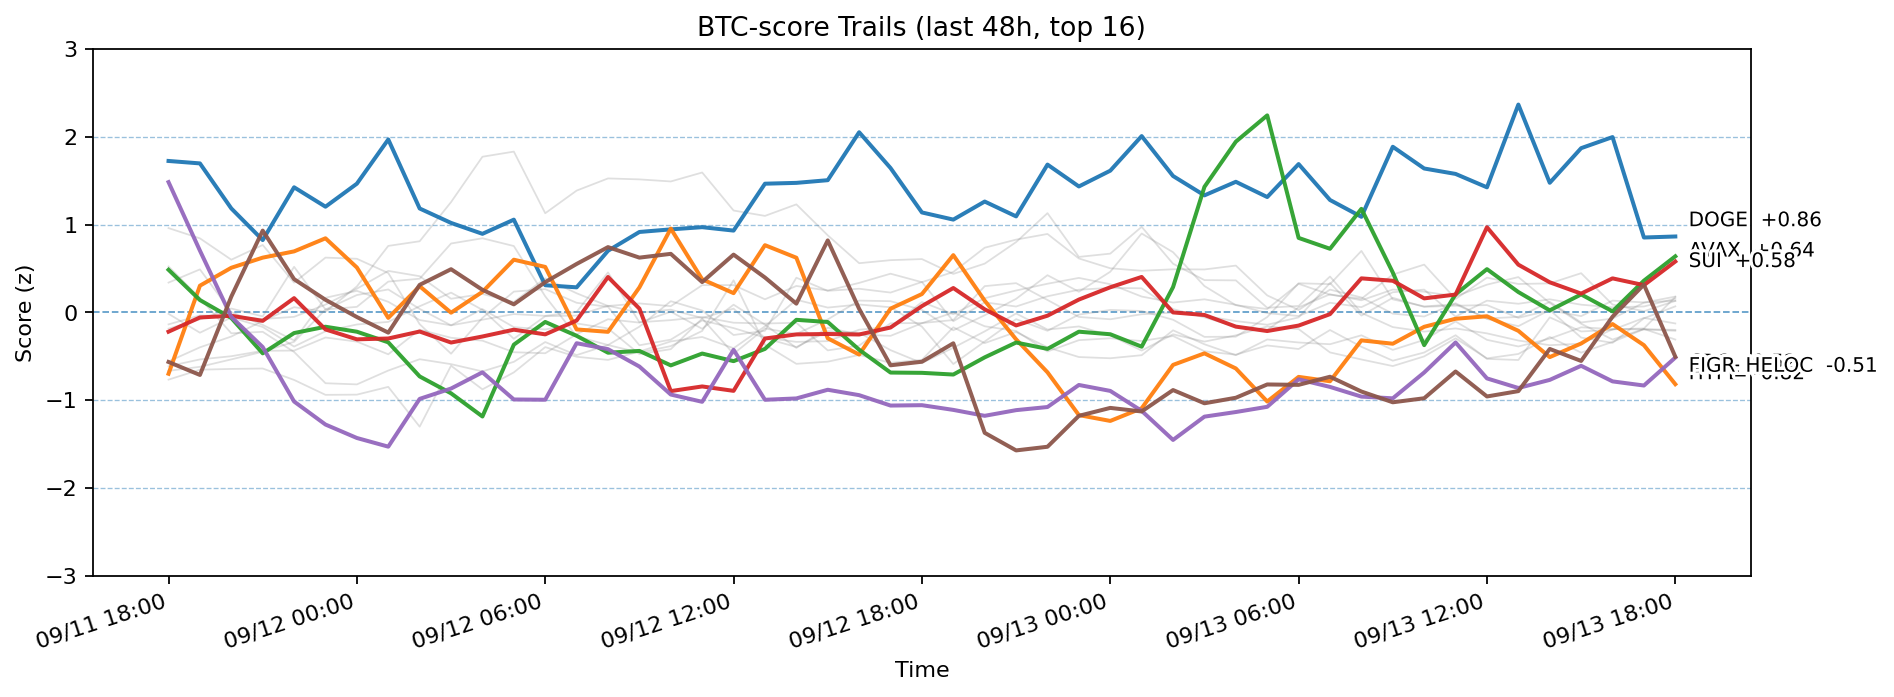 BTC-score Trails (last 48h, top 16)
3
2
1
0
−1
−2
−3
Score (z)
DOGE +0.86
AVAX +0.64
SUI +0.58
FIGR_HELOC -0.51
09/11 18:00
09/12 00:00
09/12 06:00
09/12 12:00
09/12 18:00
09/13 00:00
09/13 06:00
09/13 12:00
09/13 18:00
Time